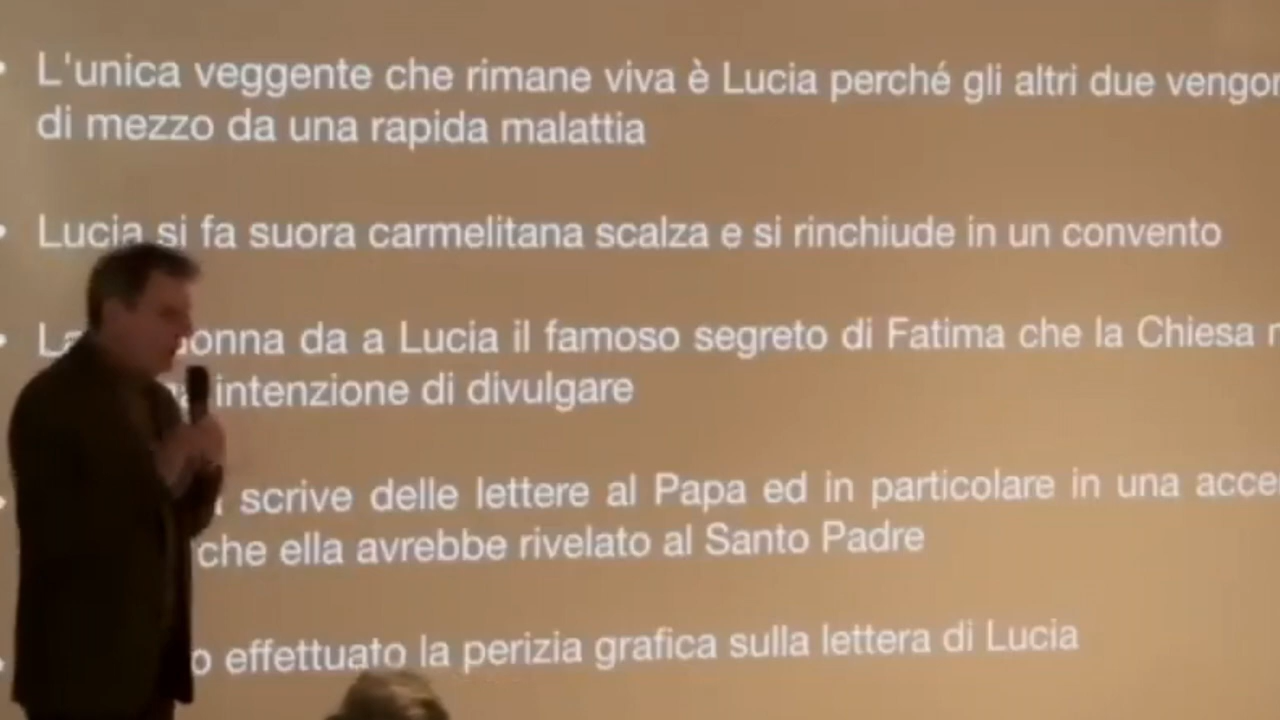 • L'unica veggente che rimane viva è Lucia perché gli altri due
di mezzo da una rapida malattia
• Lucia si fa suora carmelitana scalza e si rinchiude in un convento
• da a Lucia il famoso segreto di Fatima che la Chiesa
intenzione di divulgare
scrive delle lettere al Papa ed in particolare in una
che ella avrebbe rivelato al Santo Padre
effettuato la perizia grafica sulla lettera di Lucia